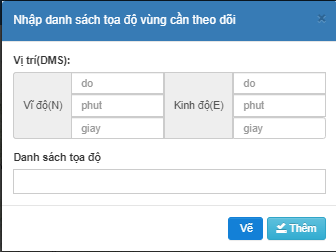 Nhập danh sách tọa độ vùng cần theo dõi ×
Vị trí(DMS):
do do
Vĩ độ(N) phut Kinh độ(E) phut
giay giay
Danh sách tọa độ
Vẽ Thêm